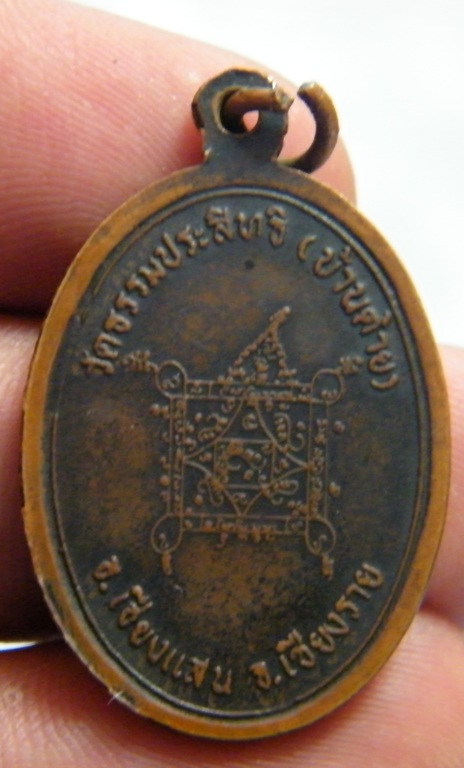 วัดธรรมประสิทธิ (บ้านด้าย)
อ.เชียงแสน จ.เชียงราย